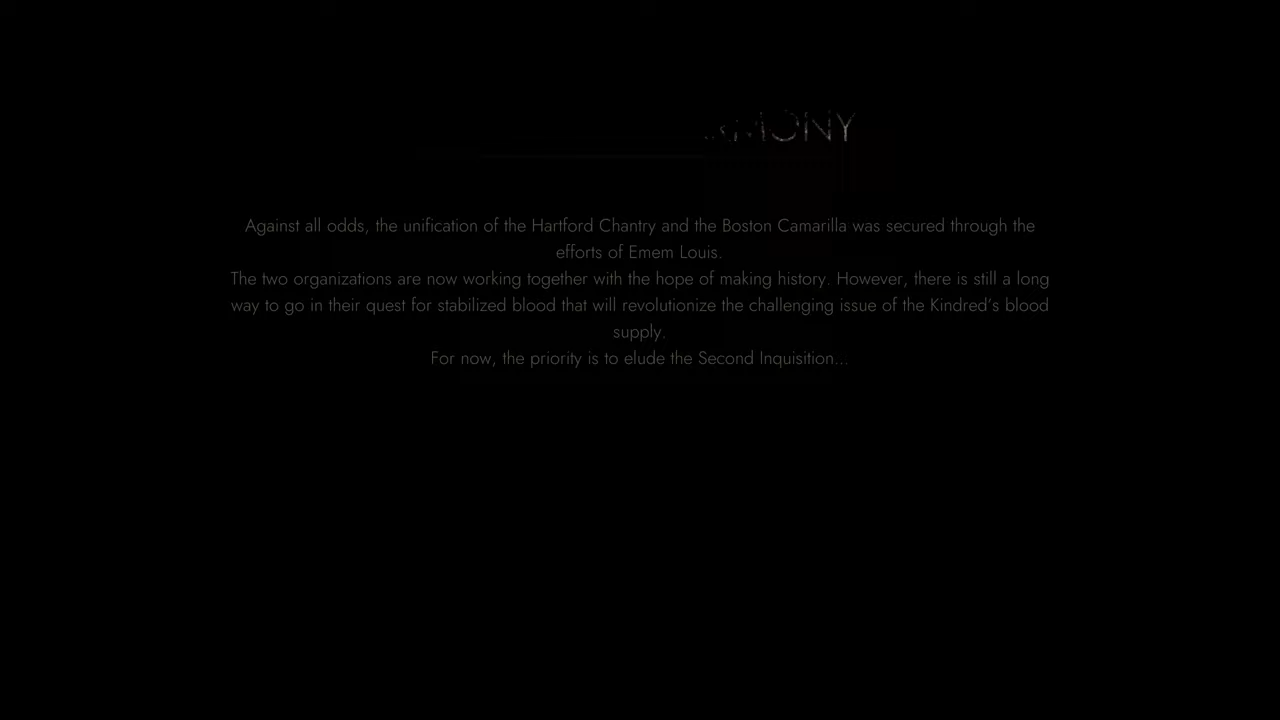 Against all odds, the unification of the Hartford Chantry and the Boston Camarilla was secured through the
efforts of Emem Louis.
The two organizations are now working together with the hope of making history. However, there is still a long
way to go in their quest for stabilized blood that will revolutionize the challenging issue of the Kindred's blood
supply.
For now, the priority is to elude the Second Inquisition...